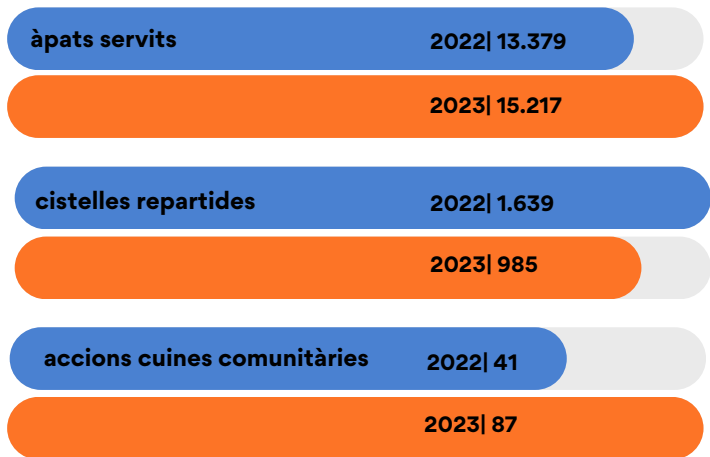 àpats servits 2022| 13.379
2023| 15.217
cistelles repartides 2022| 1.639
2023| 985
accions cuines comunitàries 2022| 41
2023| 87